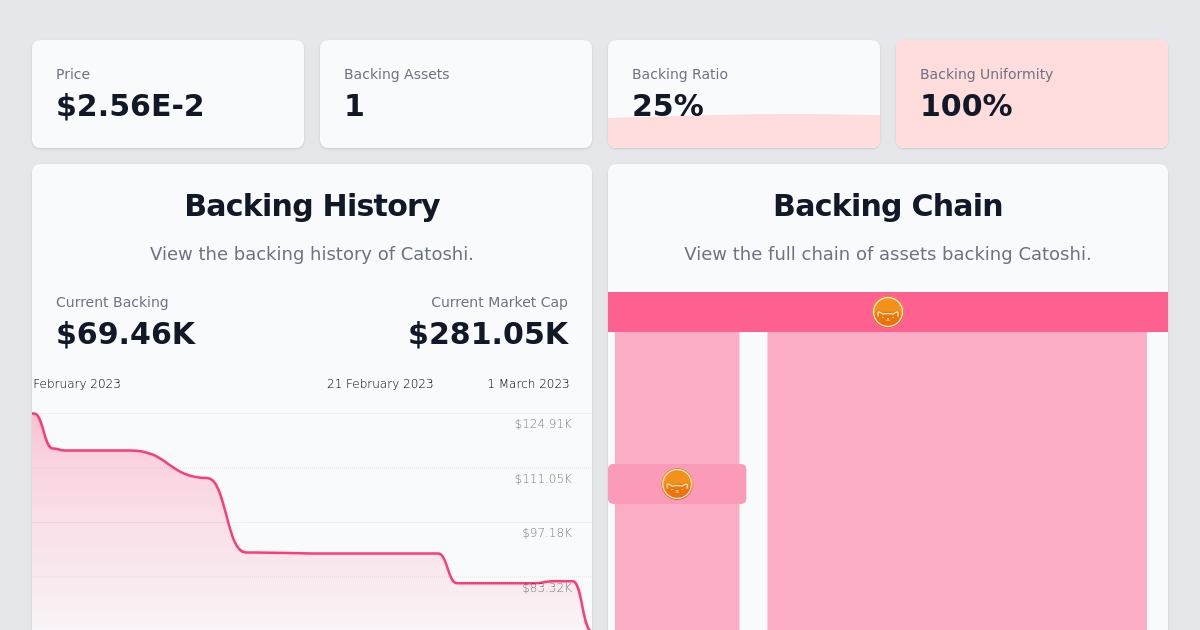 Price
$2.56E-2
Backing Assets
1
Backing Ratio
25%
Backing Uniformity
100%
Backing History
View the backing history of Catoshi.
Current Backing
$69.46K
Current Market Cap
$281.05K
February 2023
21 February 2023
1 March 2023
$124.91K
$111.05K
$97.18K
$83.32K
Backing Chain
View the full chain of assets backing Catoshi.